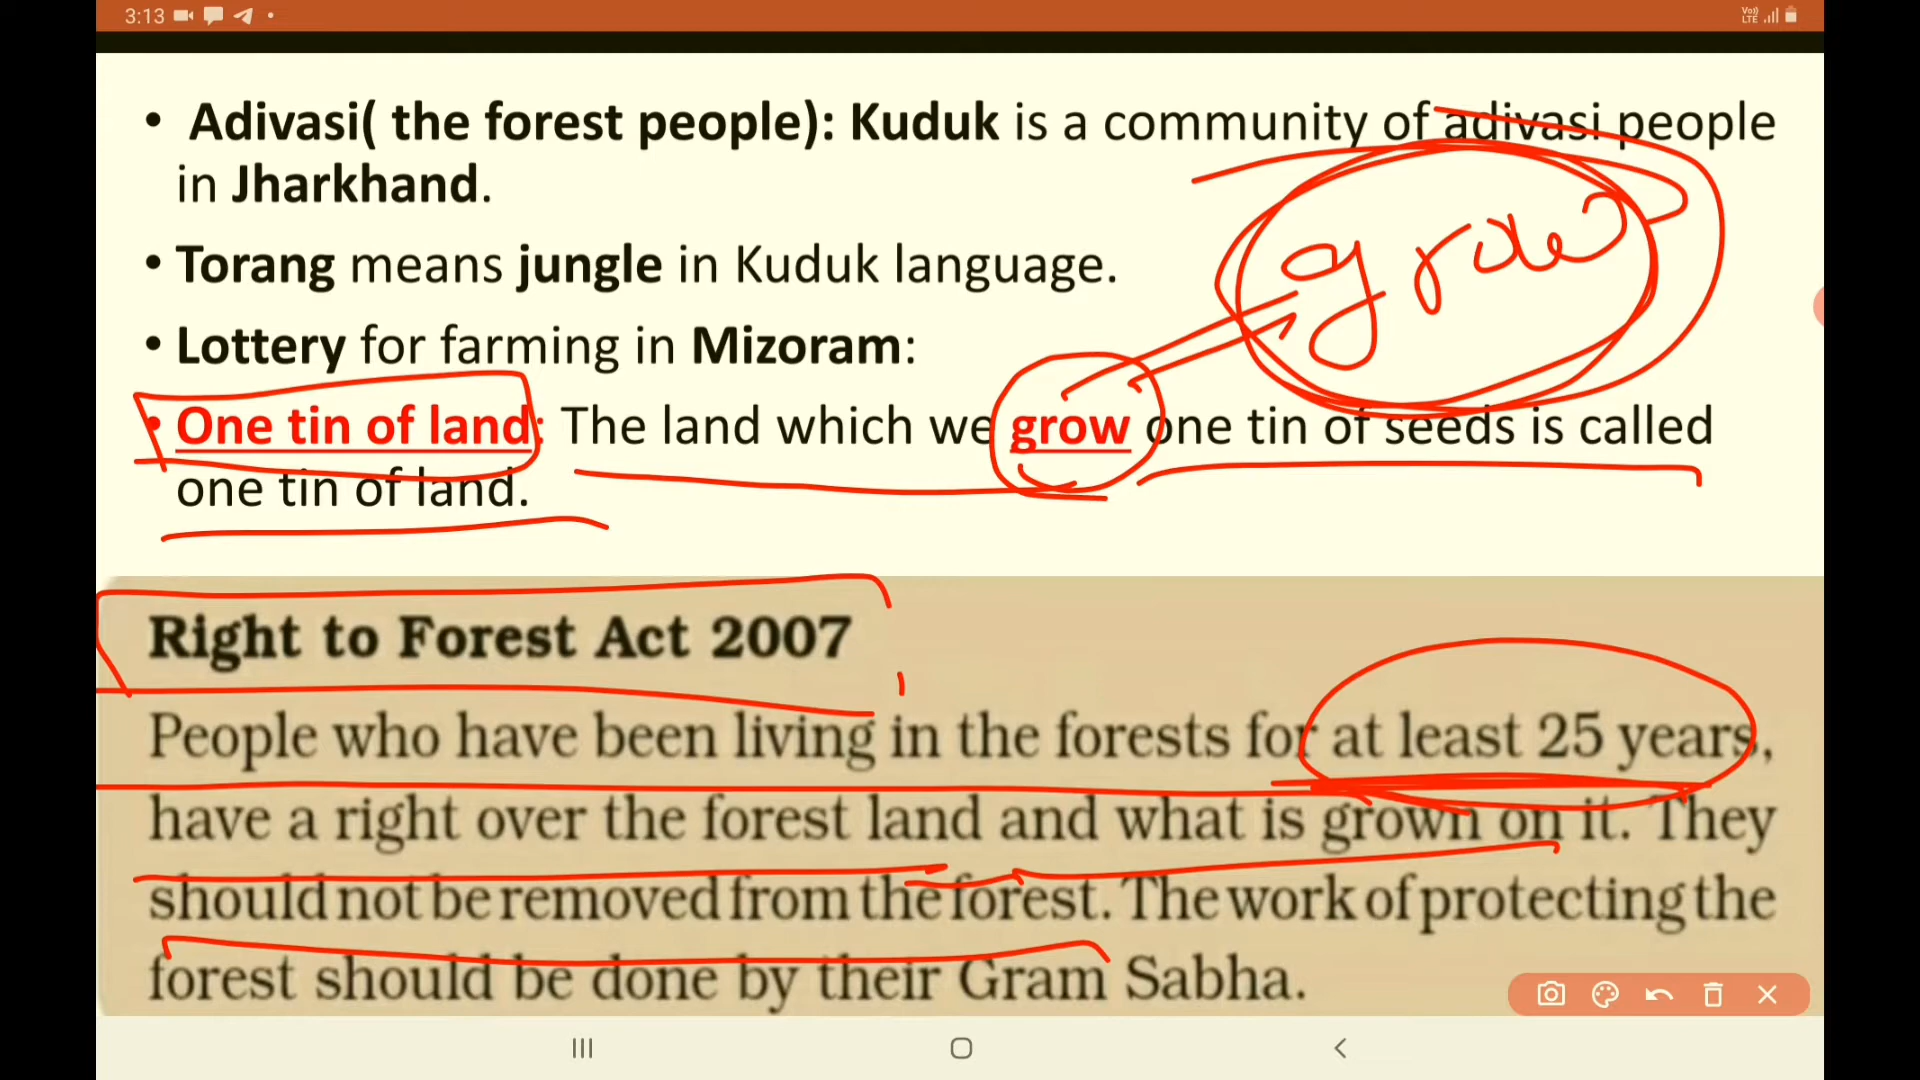 3:13
Vo)) LTE
• Adivasi( the forest people): Kuduk is a community of adivasi people
in Jharkhand.
• Torang means jungle in Kuduk language.
grow
• Lottery for farming in Mizoram:
• One tin of land: The land which we grow one tin of seeds is called
one tin of land.
Right to Forest Act 2007
People who have been living in the forests for at least 25 years,
have a right over the forest land and what is grown on it. They
should not be removed from the forest. The work of protecting the
forest should be done by their Gram Sabha.